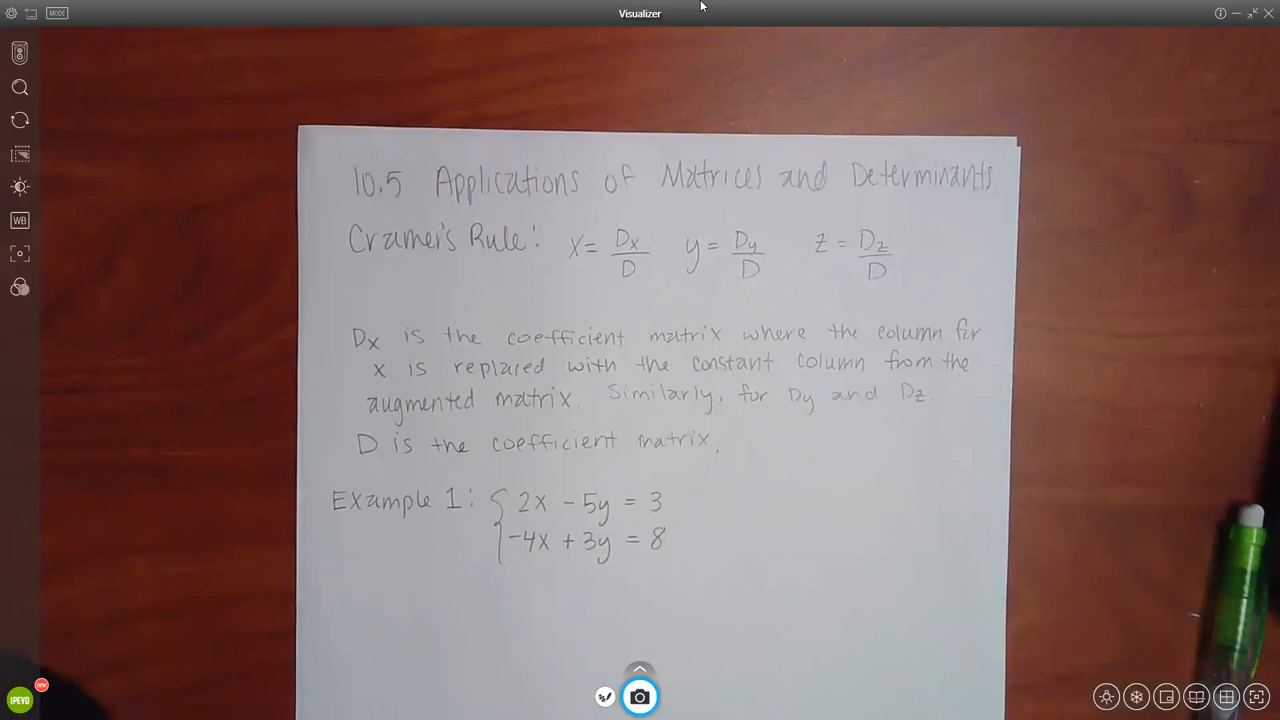 MODE
Visualizer
WB
10.5 Applications of Matrices and Determinants
Cramer's Rule: x = Dx/D y = Dy/D z = Dz/D
Dx is the coefficient matrix where the column for
x is replaced with the constant column from the
augmented matrix. Similarly, for Dy and Dz.
D is the coefficient matrix.
Example 1: { 2x - 5y = 3
-4x + 3y = 8
IPEVO
new